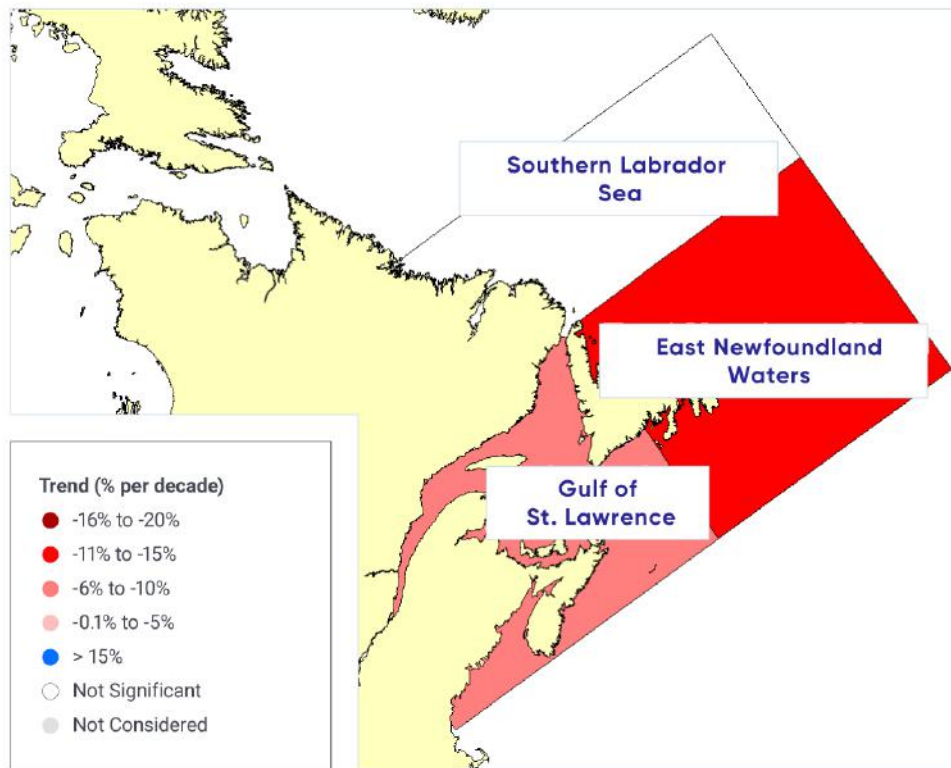 Southern Labrador
Sea
East Newfoundland
Waters
Gulf of
St. Lawrence
Trend (% per decade)
-16% to -20%
-11% to -15%
-6% to -10%
-0.1% to -5%
> 15%
Not Significant
Not Considered